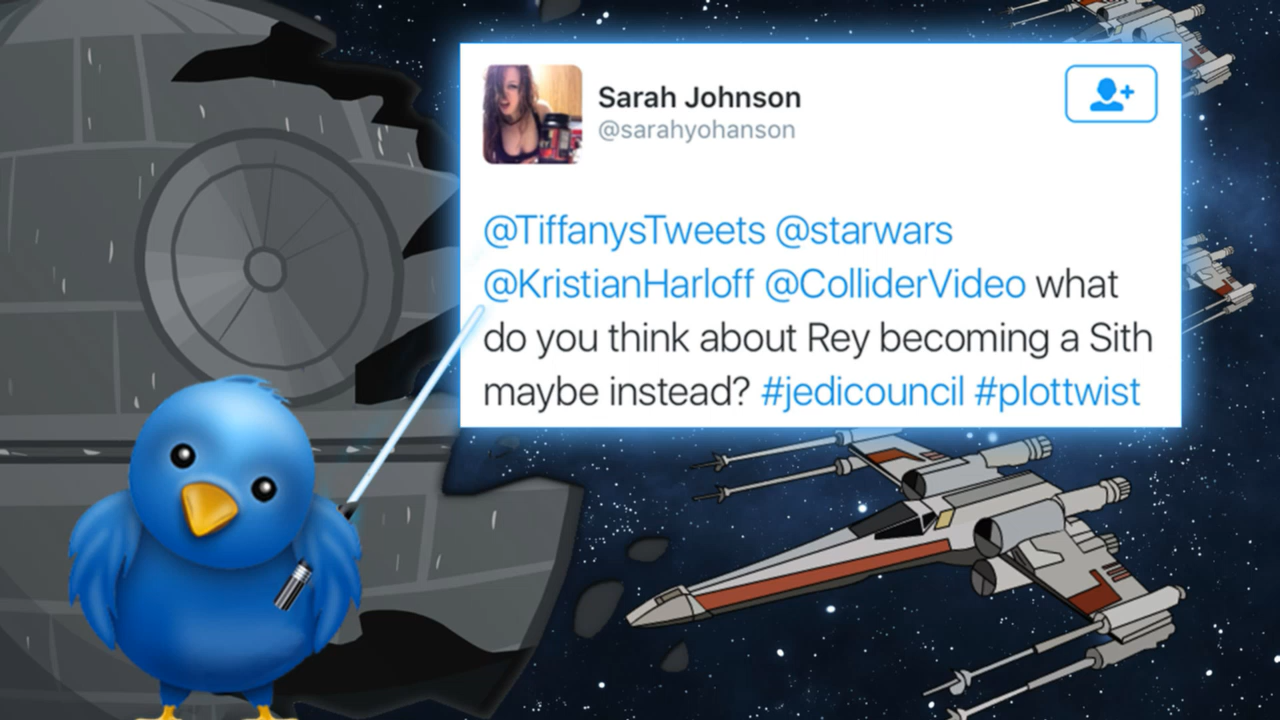 Sarah Johnson
@sarahyohanson
@TiffanysTweets @starwars
@KristianHarloff @ColliderVideo what
do you think about Rey becoming a Sith
maybe instead? #jedicouncil #plottwist